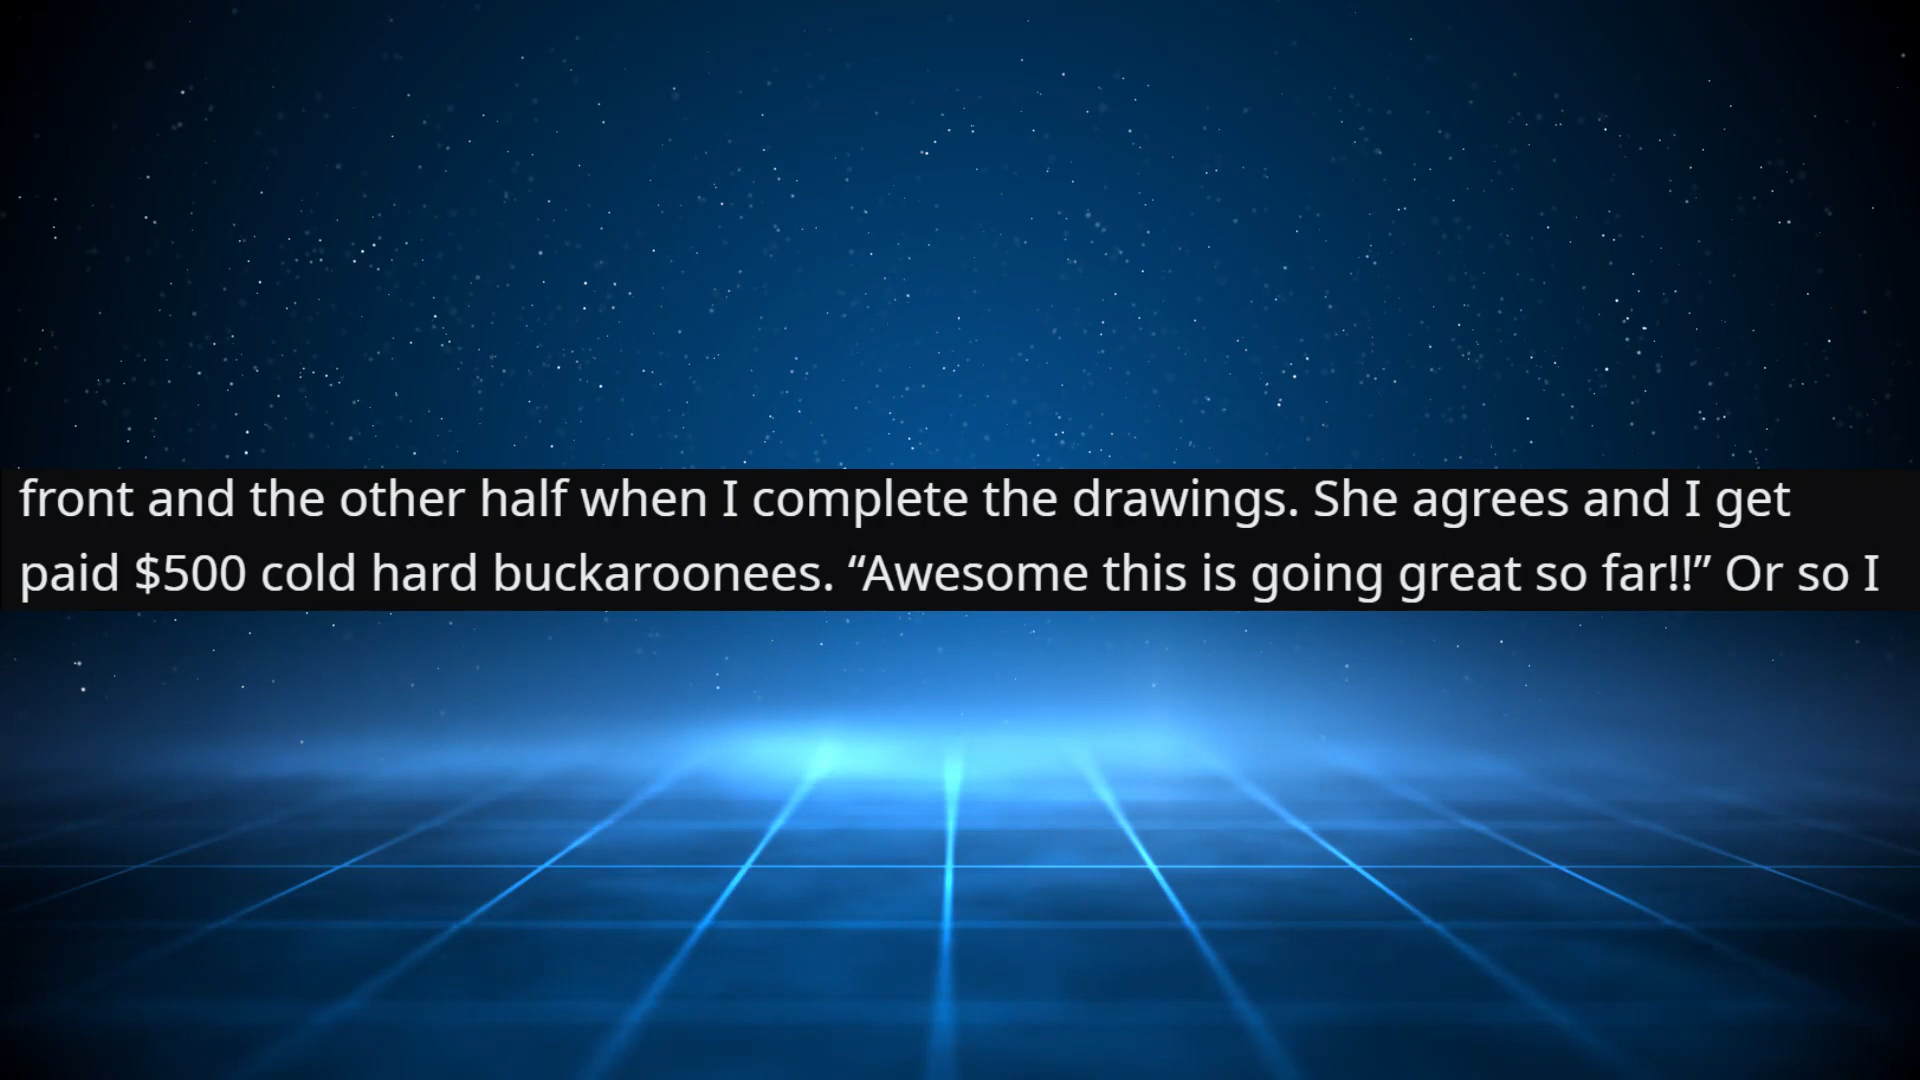 front and the other half when I complete the drawings. She agrees and I get
paid $500 cold hard buckaroonees. “Awesome this is going great so far!!” Or so I